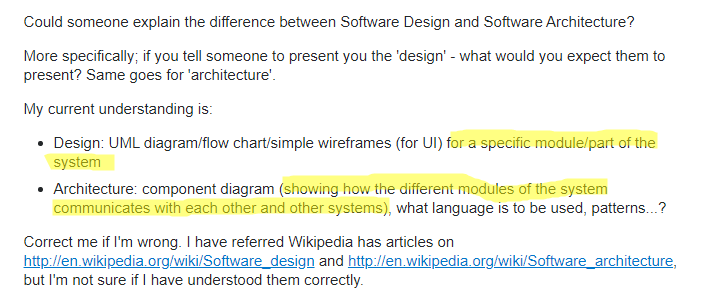 Could someone explain the difference between Software Design and Software Architecture?
More specifically; if you tell someone to present you the 'design' - what would you expect them to
present? Same goes for 'architecture'.
My current understanding is:
• Design: UML diagram/flow chart/simple wireframes (for UI) for a specific module/part of the
system
• Architecture: component diagram (showing how the different modules of the system
communicates with each other and other systems), what language is to be used, patterns...?
Correct me if I'm wrong. I have referred Wikipedia has articles on
http://en.wikipedia.org/wiki/Software_design and http://en.wikipedia.org/wiki/Software_architecture,
but I'm not sure if I have understood them correctly.